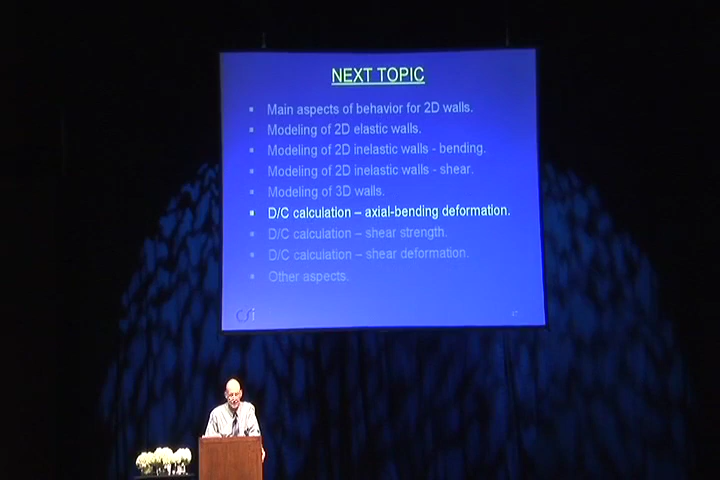 NEXT TOPIC
Main aspects of behavior for 2D walls.
Modeling of 2D elastic walls.
Modeling of 2D inelastic walls - bending.
Modeling of 2D inelastic walls - shear.
Modeling of 3D walls.
D/C calculation – axial-bending deformation.
D/C calculation – shear strength.
D/C calculation – shear deformation.
Other aspects.
CSi